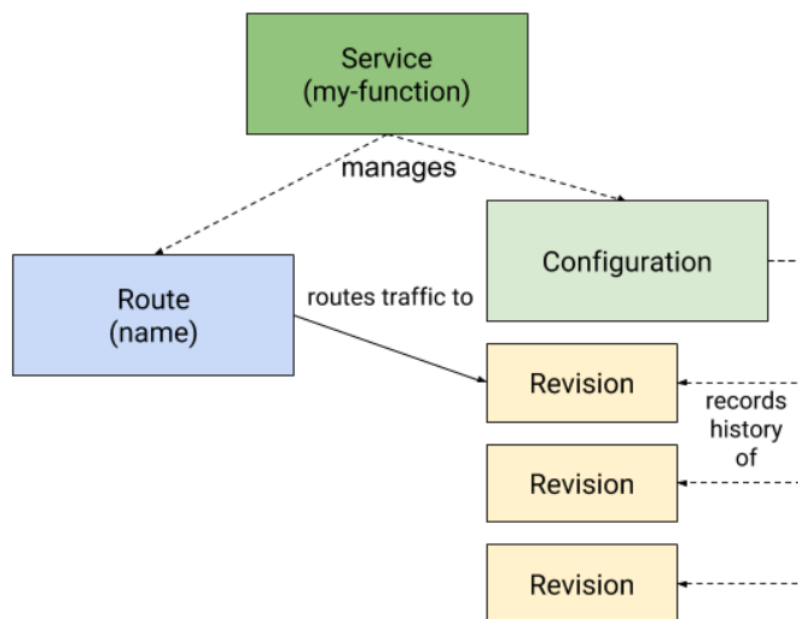 Service
(my-function)
manages
Configuration
Route
(name)
routes traffic to
Revision
records
history
of
Revision
Revision